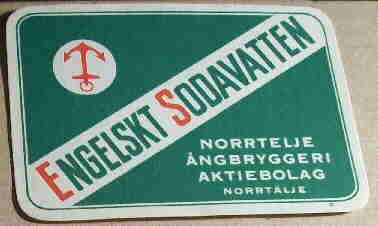 ENGELSKT SODAVATTEN
NORRTELJE
ÅNGBRYGGERI
AKTIEBOLAG
NORRTÄLJE